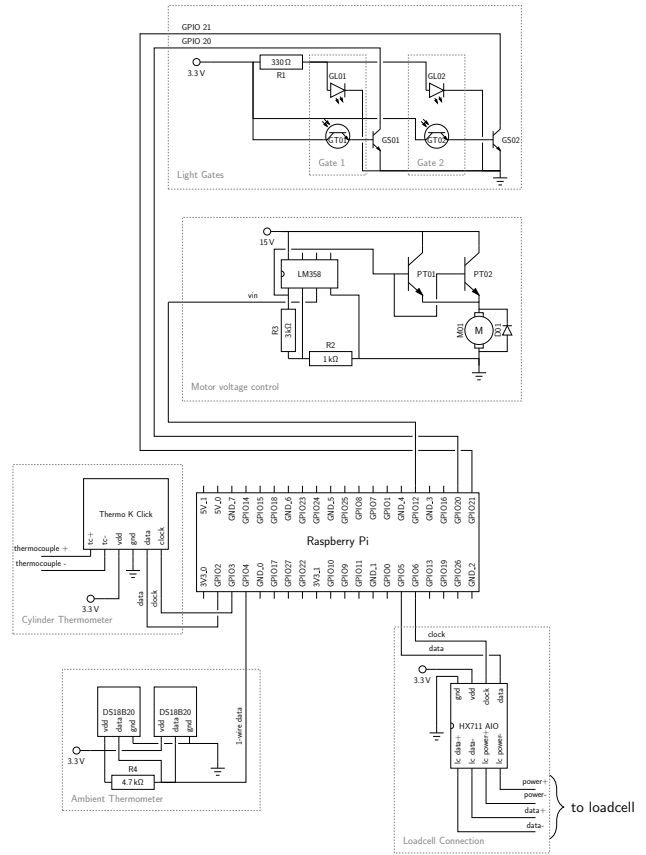 GPIO 21
GPIO 20
330 Ω
3.3 V
R1
GL01
GL02
GT01
GS01
GT02
GS02
Gate 1
Gate 2
Light Gates
15 V
LM358
PT01
PT02
vin
R3
3 kΩ
R2
1 kΩ
M01
M
D01
Motor voltage control
5V_1
5V_0
GND_7
GPIO14
GPIO15
GPIO18
GND_6
GPIO23
GPIO24
GND_5
GPIO25
GPIO8
GPIO7
GPIO1
GND_4
GPIO12
GND_3
GPIO16
GPIO20
GPIO21
Raspberry Pi
3V3_0
GPIO2
GPIO3
GPIO4
GND_0
GPIO17
GPIO27
GPIO22
3V3_1
GPIO10
GPIO9
GPIO11
GND_1
GPIO0
GPIO5
GPIO6
GPIO13
GPIO19
GPIO26
GND_2
Thermo K Click
tc+
tc-
vdd
gnd
data
clock
thermocouple +
thermocouple -
3.3 V
data
clock
Cylinder Thermometer
DS18B20
DS18B20
vdd
data
gnd
vdd
data
gnd
3.3 V
R4
4.7 kΩ
1-wire data
Ambient Thermometer
clock
data
3.3 V
gnd
vdd
clock
data
HX711 AIO
lc data+
lc data-
lc power+
lc power-
power+
power-
data+
data-
to loadcell
Loadcell Connection